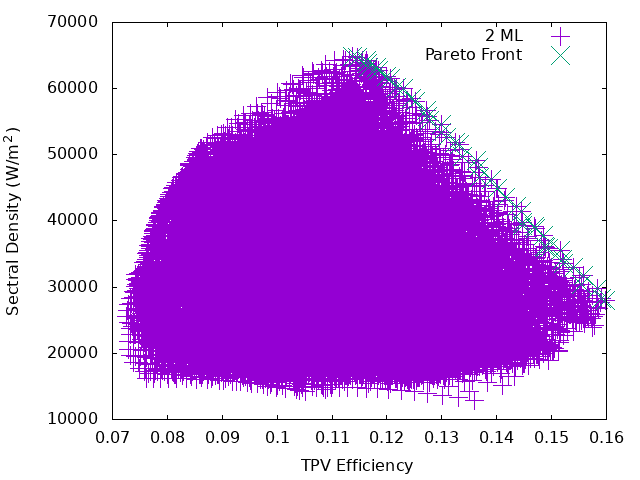 70000
60000
50000
40000
30000
20000
10000
Sectral Density (W/m²)
2 ML
Pareto Front
0.07 0.08 0.09 0.1 0.11 0.12 0.13 0.14 0.15 0.16
TPV Efficiency